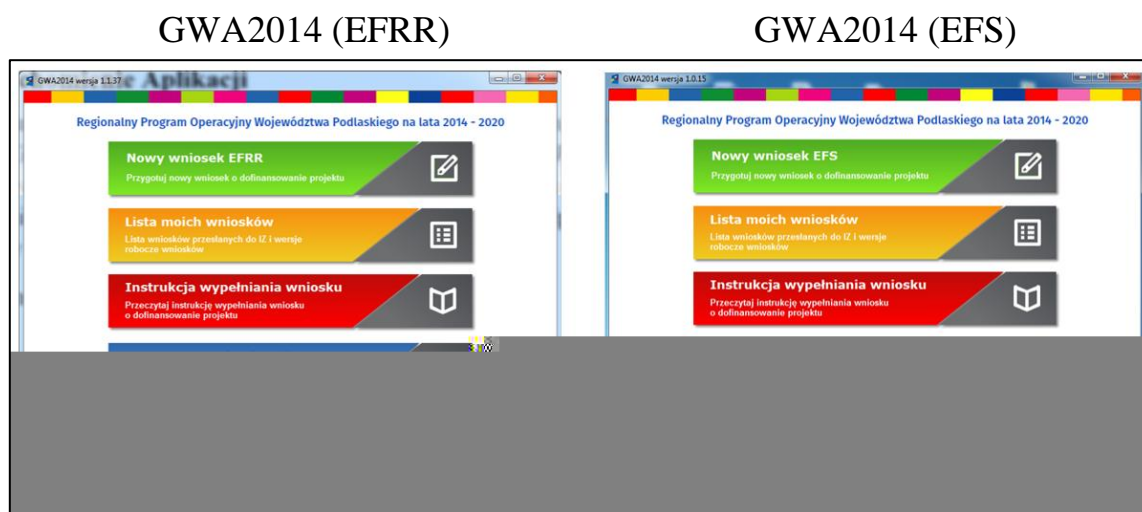 GWA2014 (EFRR)
GWA2014 (EFS)
GWA2014 wersja 1.1.37
Aplikacji
Regionalny Program Operacyjny Województwa Podlaskiego na lata 2014 - 2020
Nowy wniosek EFRR
Przygotuj nowy wniosek o dofinansowanie projektu
Lista moich wniosków
Lista wniosków przesłanych do IZ i wersje
robocze wniosków
Instrukcja wypełniania wniosku
Przeczytaj instrukcję wypełniania wniosku
o dofinansowanie projektu
GWA2014 wersja 1.0.15
Regionalny Program Operacyjny Województwa Podlaskiego na lata 2014 - 2020
Nowy wniosek EFS
Przygotuj nowy wniosek o dofinansowanie projektu
Lista moich wniosków
Lista wniosków przesłanych do IZ i wersje
robocze wniosków
Instrukcja wypełniania wniosku
Przeczytaj instrukcję wypełniania wniosku
o dofinansowanie projektu